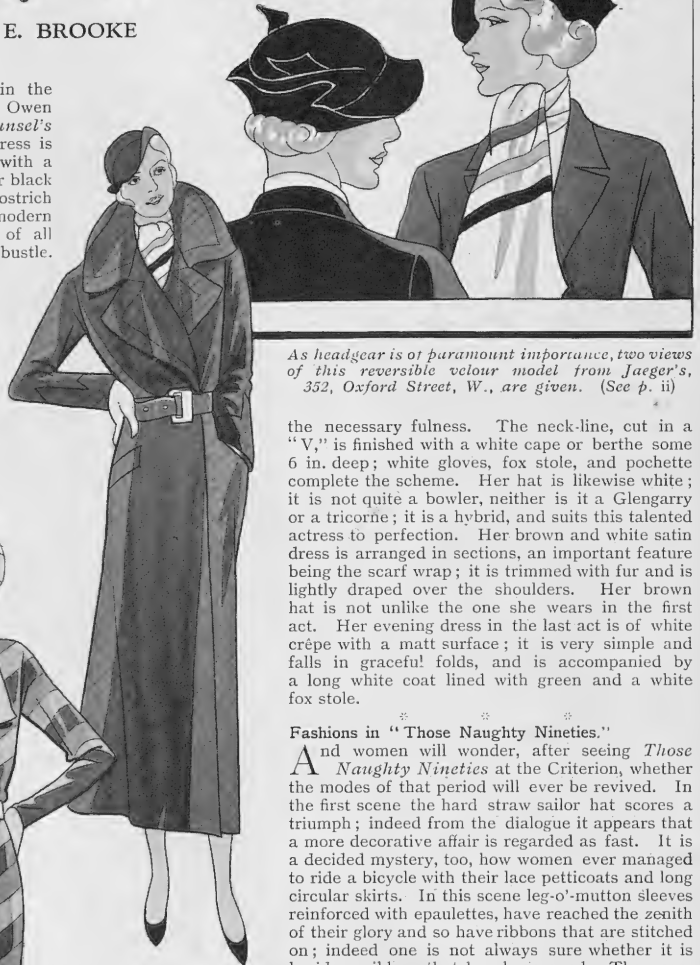 E. BROOKE
in the
Owen
unsel's
ress is
with a
r black
ostrich
modern
of all
bustle.
As headgear is of paramount importance, two views
of this reversible velour model from Jaeger's,
352, Oxford Street, W., are given. (See p. ii)
the necessary fulness. The neck-line, cut in a
"V," is finished with a white cape or berthe some
6 in. deep; white gloves, fox stole, and pochette
complete the scheme. Her hat is likewise white;
it is not quite a bowler, neither is it a Glengarry
or a tricorne; it is a hybrid, and suits this talented
actress to perfection. Her brown and white satin
dress is arranged in sections, an important feature
being the scarf wrap; it is trimmed with fur and is
lightly draped over the shoulders. Her brown
hat is not unlike the one she wears in the first
act. Her evening dress in the last act is of white
crêpe with a matt surface; it is very simple and
falls in graceful folds, and is accompanied by
a long white coat lined with green and a white
fox stole.
Fashions in "Those Naughty Nineties."
And women will wonder, after seeing Those
Naughty Nineties at the Criterion, whether
the modes of that period will ever be revived. In
the first scene the hard straw sailor hat scores a
triumph; indeed from the dialogue it appears that
a more decorative affair is regarded as fast. It is
a decided mystery, too, how women ever managed
to ride a bicycle with their lace petticoats and long
circular skirts. In this scene leg-o'-mutton sleeves
reinforced with epaulettes, have reached the zenith
of their glory and so have ribbons that are stitched
on; indeed one is not always sure whether it is